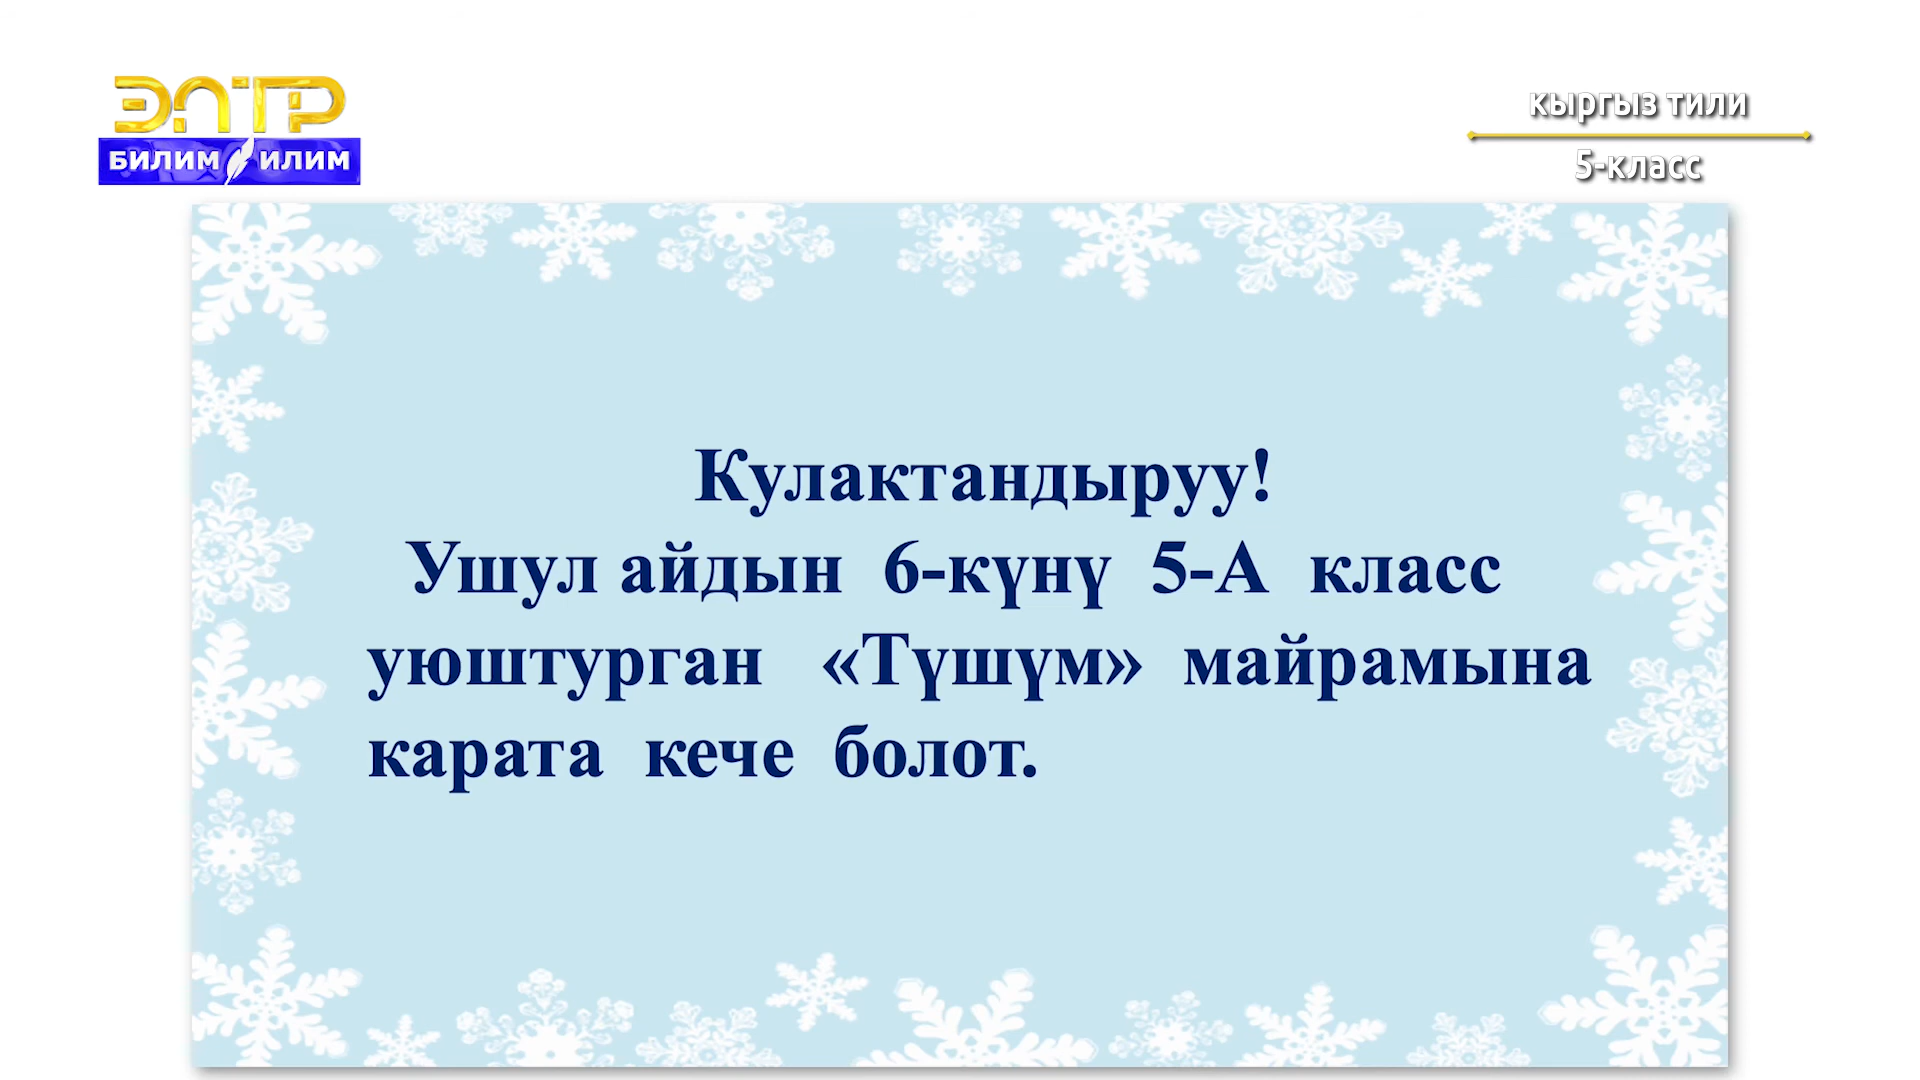 ЭЛТР
БИЛИМ ИЛИМ
кыргыз тили
5-класс
Кулактандыруу!
Ушул айдын 6-күнү 5-А класс
уюштурган «Түшүм» майрамына
карата кече болот.